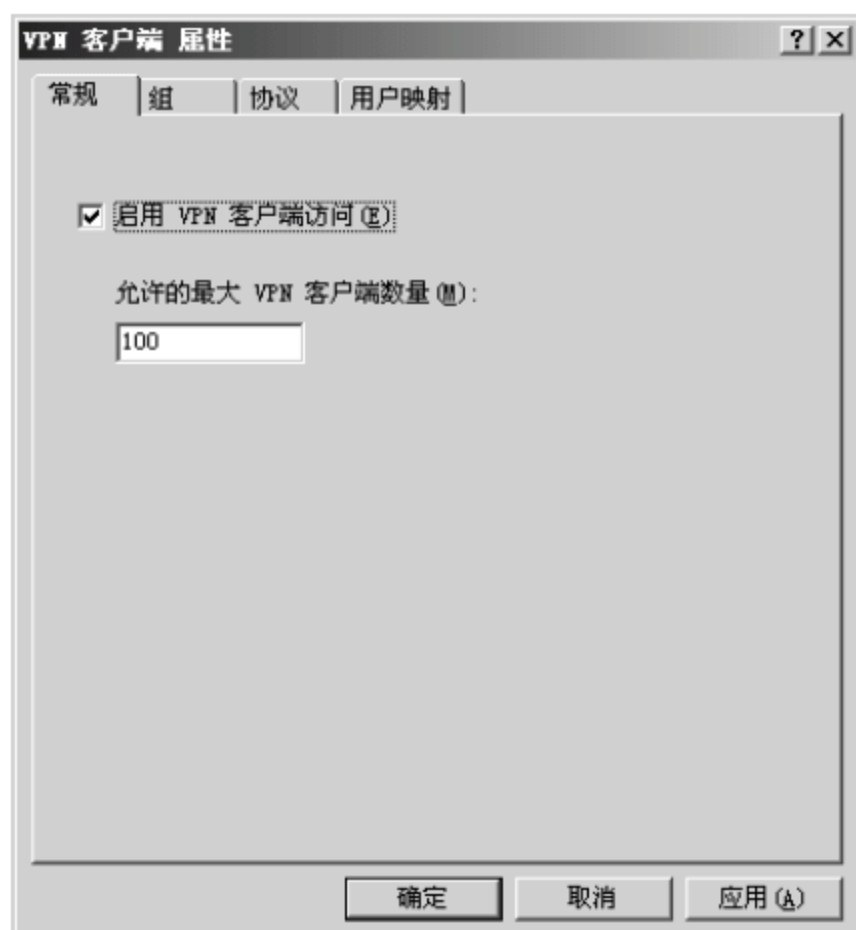 VPN 客户端 属性
常规 组 协议 用户映射
启用 VPN 客户端访问(E)
允许的最大 VPN 客户端数量(M):
100
确定 取消 应用(A)